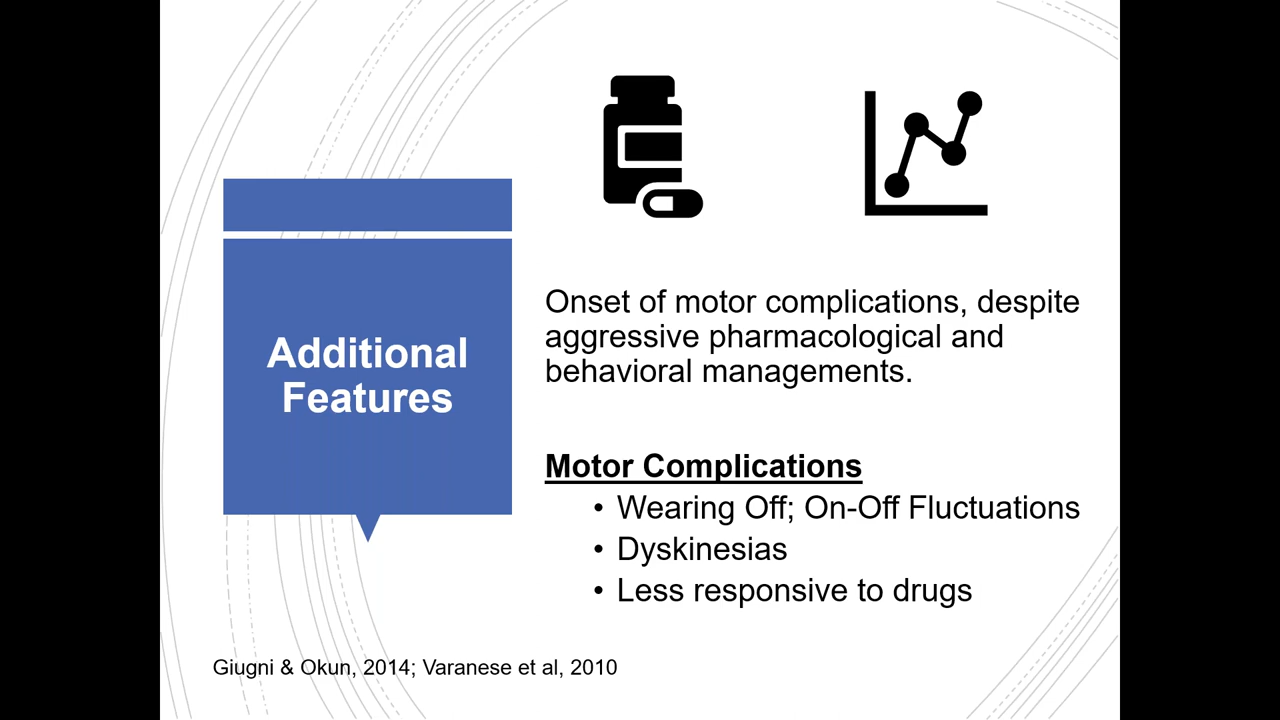 Additional
Features
Onset of motor complications, despite
aggressive pharmacological and
behavioral managements.
Motor Complications
• Wearing Off; On-Off Fluctuations
• Dyskinesias
• Less responsive to drugs
Giugni & Okun, 2014; Varanese et al, 2010